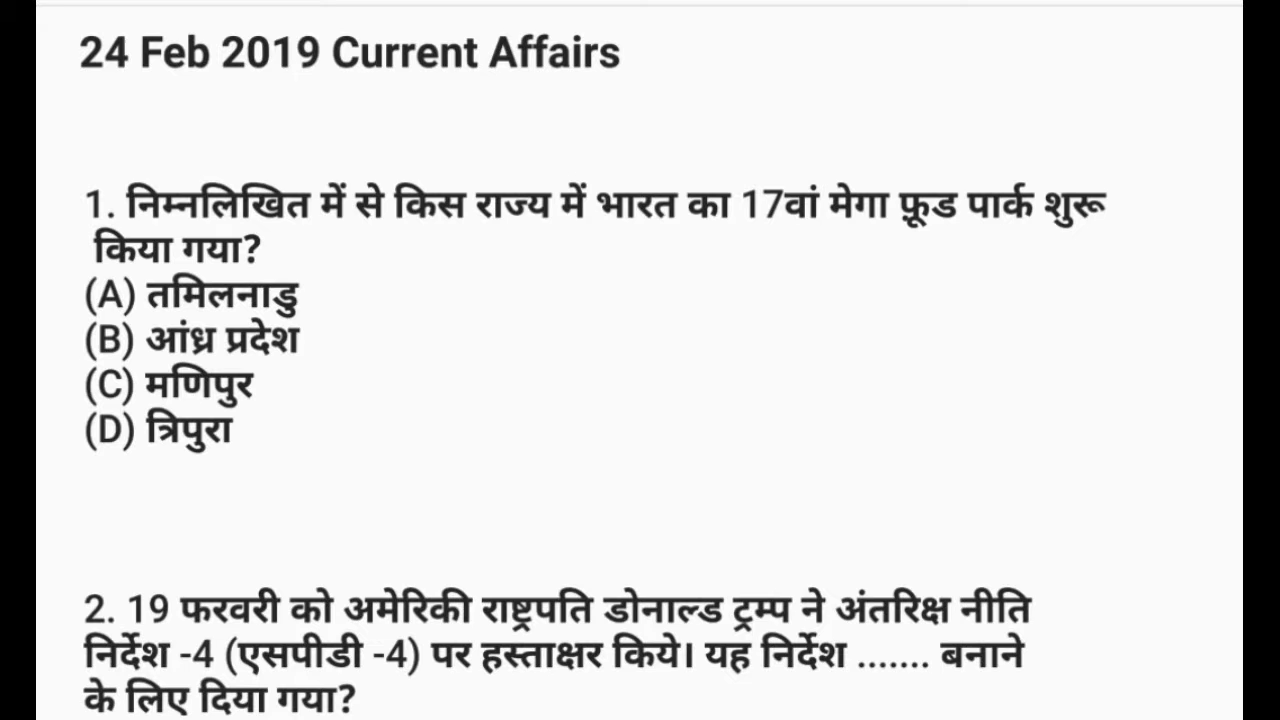 24 Feb 2019 Current Affairs
1. निम्नलिखित में से किस राज्य में भारत का 17वां मेगा फ़ूड पार्क शुरू
किया गया?
(A) तमिलनाडु
(B) आंध्र प्रदेश
(C) मणिपुर
(D) त्रिपुरा
2. 19 फरवरी को अमेरिकी राष्ट्रपति डोनाल्ड ट्रम्प ने अंतरिक्ष नीति
निर्देश -4 (एसपीडी -4) पर हस्ताक्षर किये। यह निर्देश ....... बनाने
के लिए दिया गया?